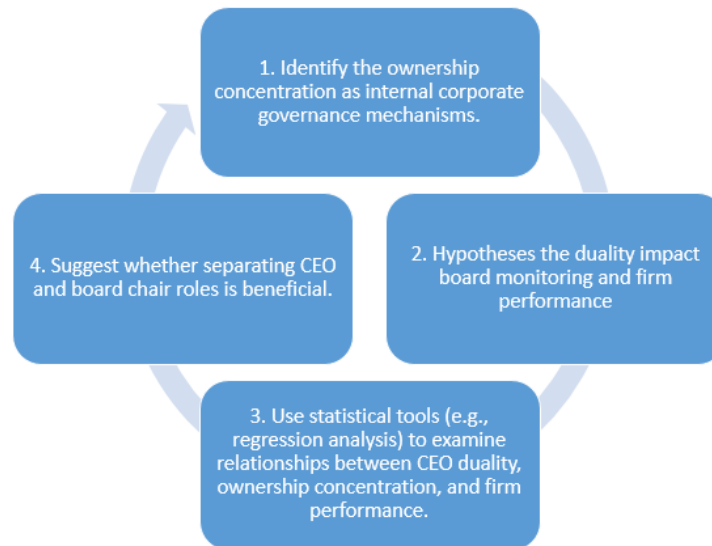 1. Identify the ownership
concentration as internal corporate
governance mechanisms.
2. Hypotheses the duality impact
board monitoring and firm
performance
3. Use statistical tools (e.g.,
regression analysis) to examine
relationships between CEO duality,
ownership concentration, and firm
performance.
4. Suggest whether separating CEO
and board chair roles is beneficial.